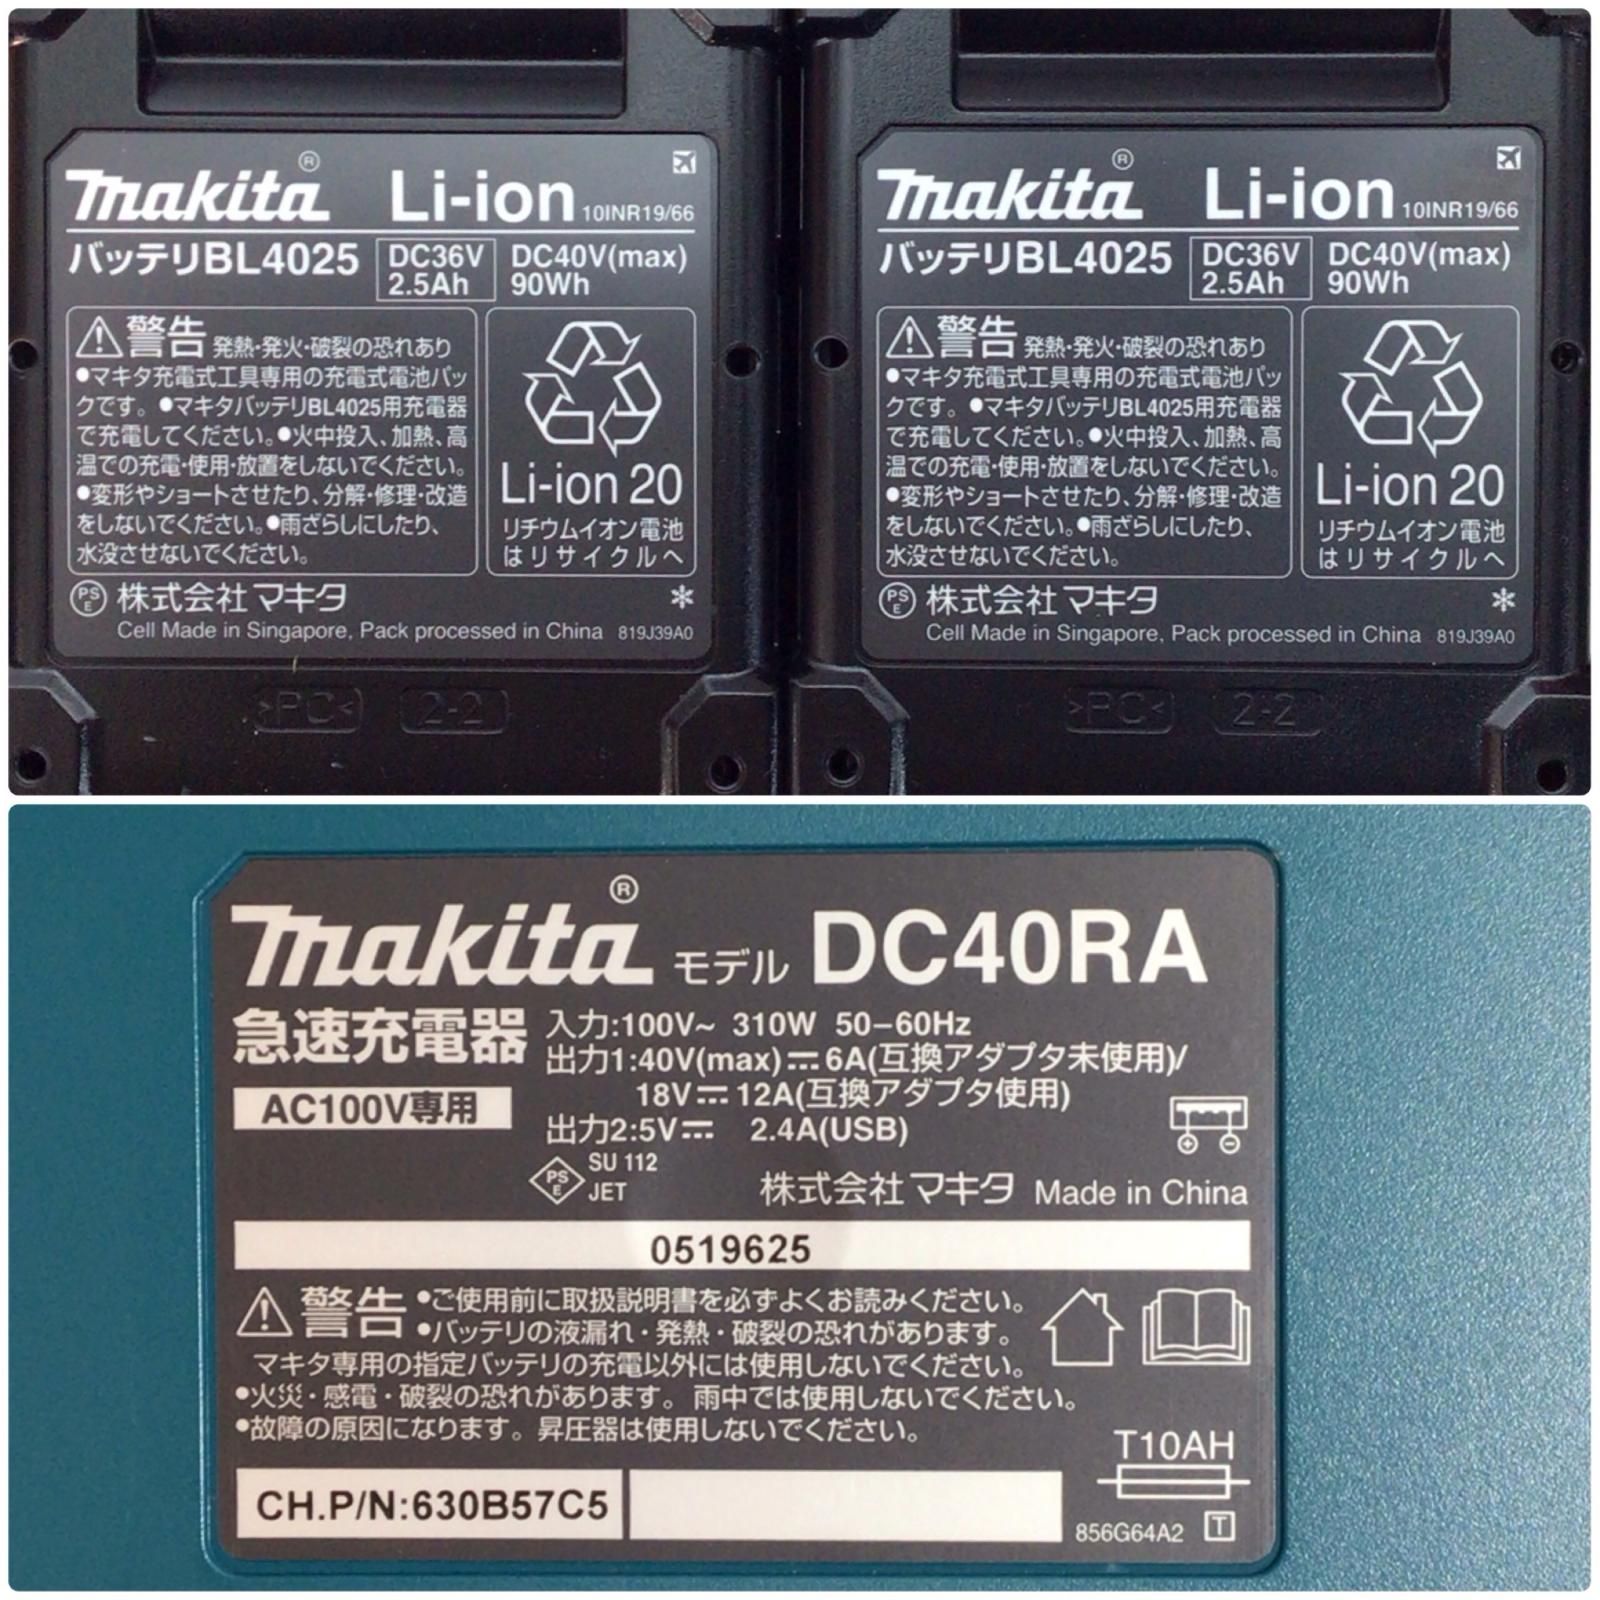 makita® Li-ion 10INR19/66
バッテリBL4025 DC36V 2.5Ah DC40V(max) 90Wh
警告 発熱・発火・破裂の恐れあり
●マキタ充電式工具専用の充電式電池パッ
クです。●マキタバッテリBL4025用充電器
で充電してください。●火中投入、加熱、高
温での充電・使用・放置をしないでください。
●変形やショートさせたり、分解・修理・改造
をしないでください。●雨ざらしにしたり、
水没させないでください。
Li-ion 20
リチウムイオン電池
はリサイクルへ
PSE 株式会社マキタ ＊
Cell Made in Singapore, Pack processed in China 819J39A0
>PC< 2-2
makita® Li-ion 10INR19/66
バッテリBL4025 DC36V 2.5Ah DC40V(max) 90Wh
警告 発熱・発火・破裂の恐れあり
●マキタ充電式工具専用の充電式電池パッ
クです。●マキタバッテリBL4025用充電器
で充電してください。●火中投入、加熱、高
温での充電・使用・放置をしないでください。
●変形やショートさせたり、分解・修理・改造
をしないでください。●雨ざらしにしたり、
水没させないでください。
Li-ion 20
リチウムイオン電池
はリサイクルへ
PSE 株式会社マキタ ＊
Cell Made in Singapore, Pack processed in China 819J39A0
>PC< 2-2
makita® モデル DC40RA
急速充電器
AC100V専用
入力:100V~ 310W 50–60Hz
出力1:40V(max)⎓6A(互換アダプタ未使用)/
18V⎓12A(互換アダプタ使用)
出力2:5V⎓ 2.4A(USB)
PSE SU 112
JET
株式会社マキタ Made in China
0519625
警告 ●ご使用前に取扱説明書を必ずよくお読みください。
●バッテリの液漏れ・発熱・破裂の恐れがあります。
マキタ専用の指定バッテリの充電以外には使用しないでください。
●火災・感電・破裂の恐れがあります。雨中では使用しないでください。
●故障の原因になります。昇圧器は使用しないでください。
T10AH
CH.P/N:630B57C5
856G64A2 T